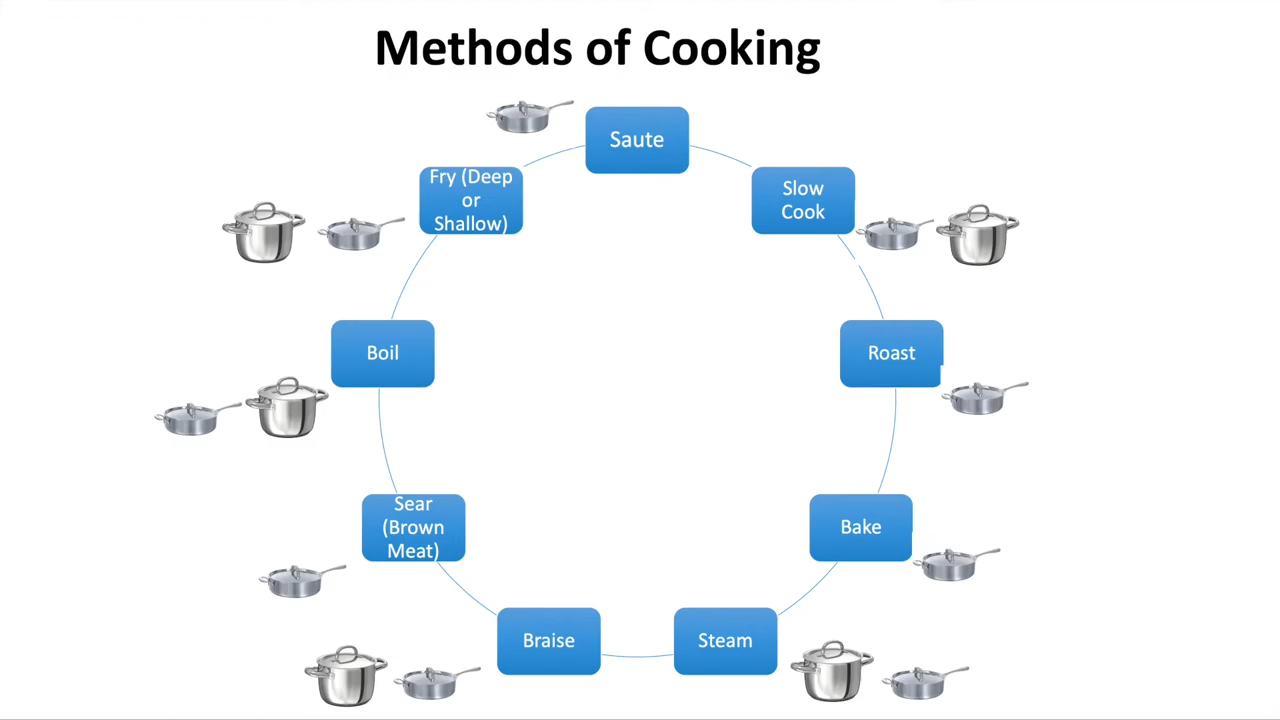 Methods of Cooking
Saute
Slow
Cook
Roast
Bake
Steam
Braise
Sear
(Brown
Meat)
Boil
Fry (Deep
or
Shallow)